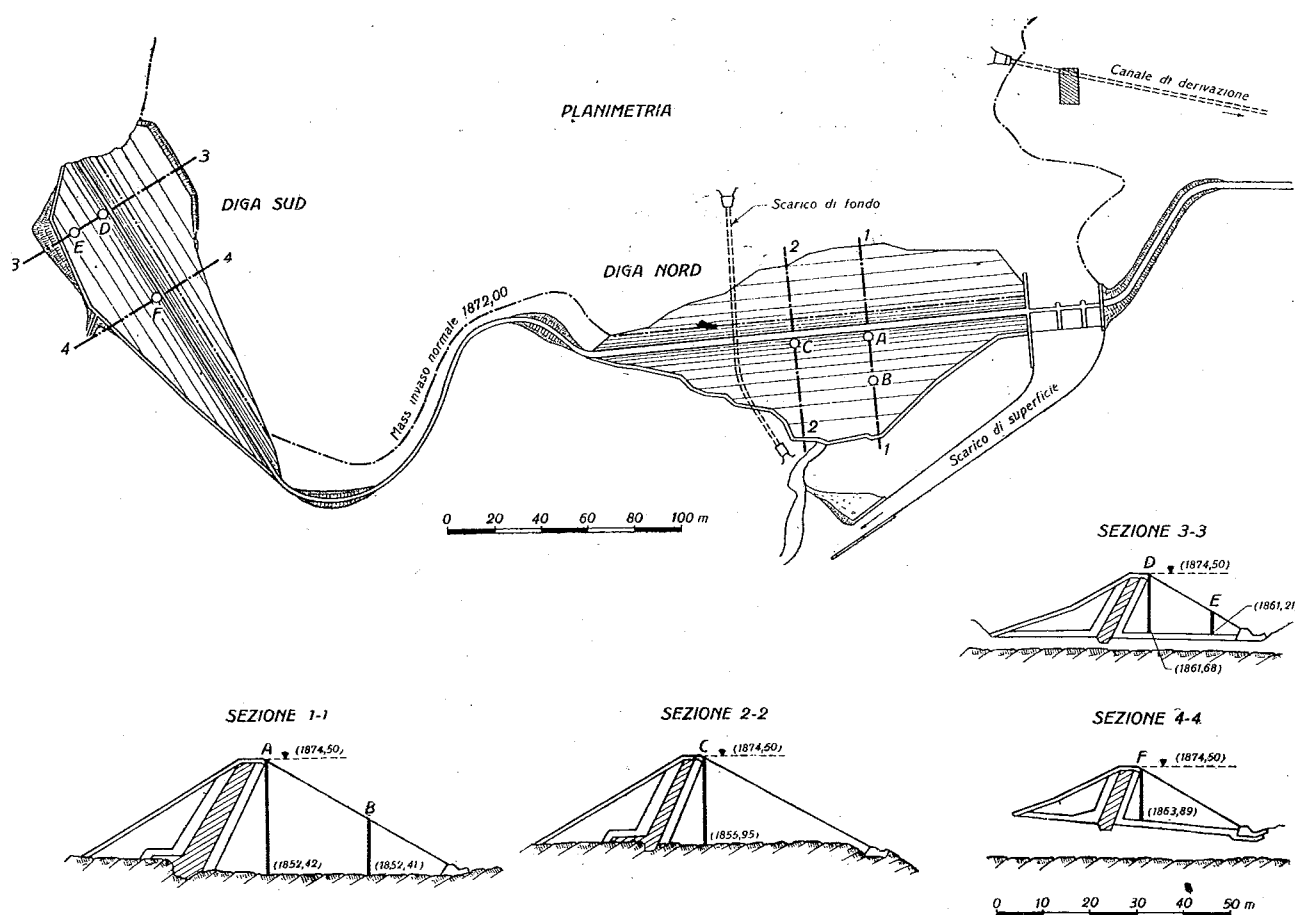 PLANIMETRIA
Canale di derivazione
3
DIGA SUD
Scarico di fondo
D
E
3
4
F
4
Mass invaso normale 1872,00
DIGA NORD
2
1
C
A
B
2
1
Scarico di superficie
0 20 40 60 80 100 m
SEZIONE 3-3
D
(1874,50)
E
(1861,21
(1861,68)
SEZIONE 1-1
A
(1874,50)
B
(1852,42)
(1852,41)
SEZIONE 2-2
C
(1874,50)
(1855,95)
SEZIONE 4-4
F
(1874,50)
(1863,89)
0 10 20 30 40 50 m